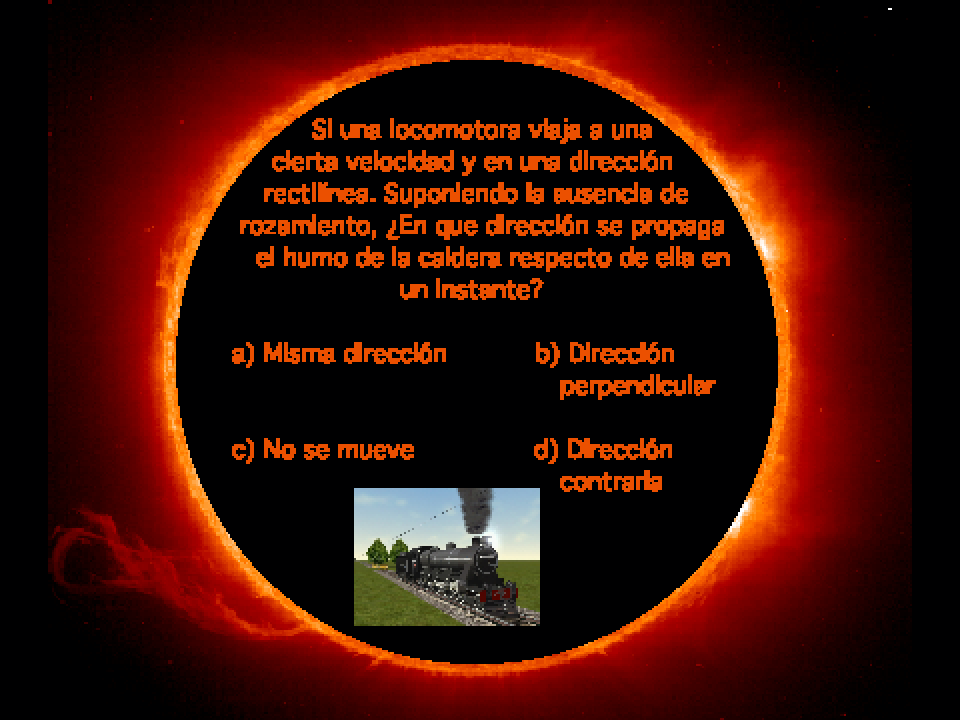 Si una locomotora viaja a una
cierta velocidad y en una dirección
rectilínea. Suponiendo la ausencia de
rozamiento, ¿En que dirección se propaga
el humo de la caldera respecto de ella en
un instante?
a) Misma dirección
b) Dirección
perpendicular
c) No se mueve
d) Dirección
contraria